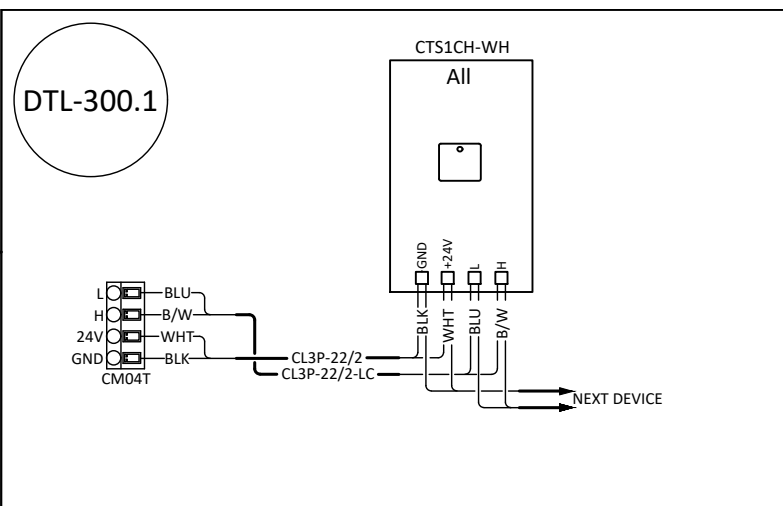 DTL-300.1
CTS1CH-WH
All
GND
+24V
L
H
BLK
WHT
BLU
B/W
L
BLU
H
B/W
24V
WHT
GND
BLK
CM04T
CL3P-22/2
CL3P-22/2-LC
NEXT DEVICE